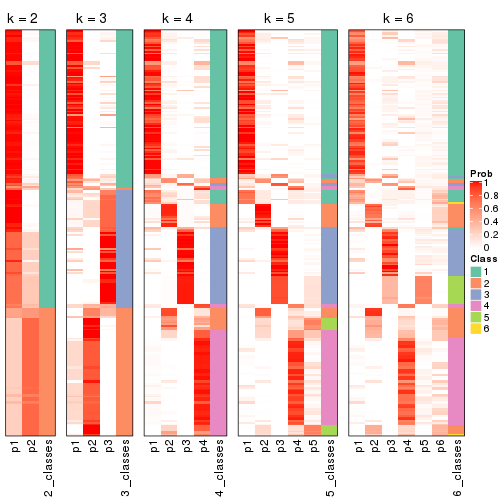 k = 2
k = 3
k = 4
k = 5
k = 6
p1
p2
2_classes
p1
p2
p3
3_classes
p1
p2
p3
p4
4_classes
p1
p2
p3
p4
p5
5_classes
p1
p2
p3
p4
p5
p6
6_classes
Prob
1
0.8
0.6
0.4
0.2
0
Class
1
2
3
4
5
6